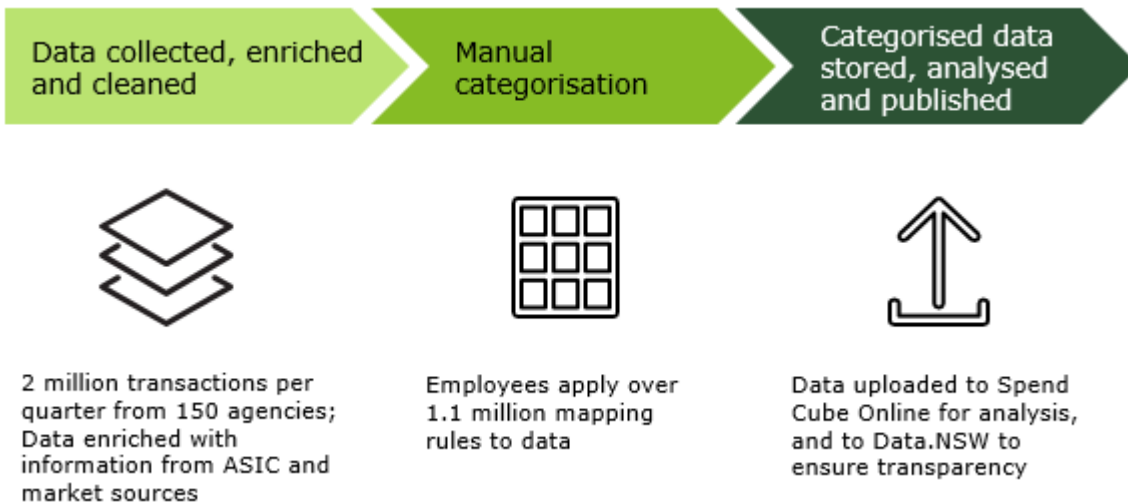 Data collected, enriched
and cleaned
Manual
categorisation
Categorised data
stored, analysed
and published
2 million transactions per
quarter from 150 agencies;
Data enriched with
information from ASIC and
market sources
Employees apply over
1.1 million mapping
rules to data
Data uploaded to Spend
Cube Online for analysis,
and to Data.NSW to
ensure transparency